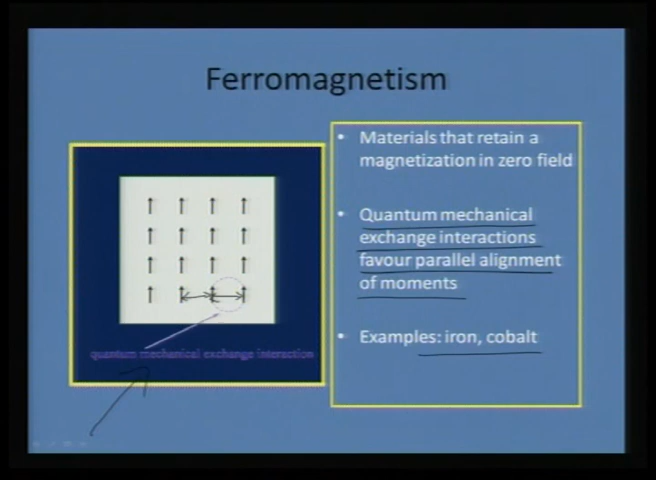 Ferromagnetism
• Materials that retain a
magnetization in zero field
• Quantum mechanical
exchange interactions
favour parallel alignment
of moments
• Examples: iron, cobalt
quantum mechanical exchange interaction